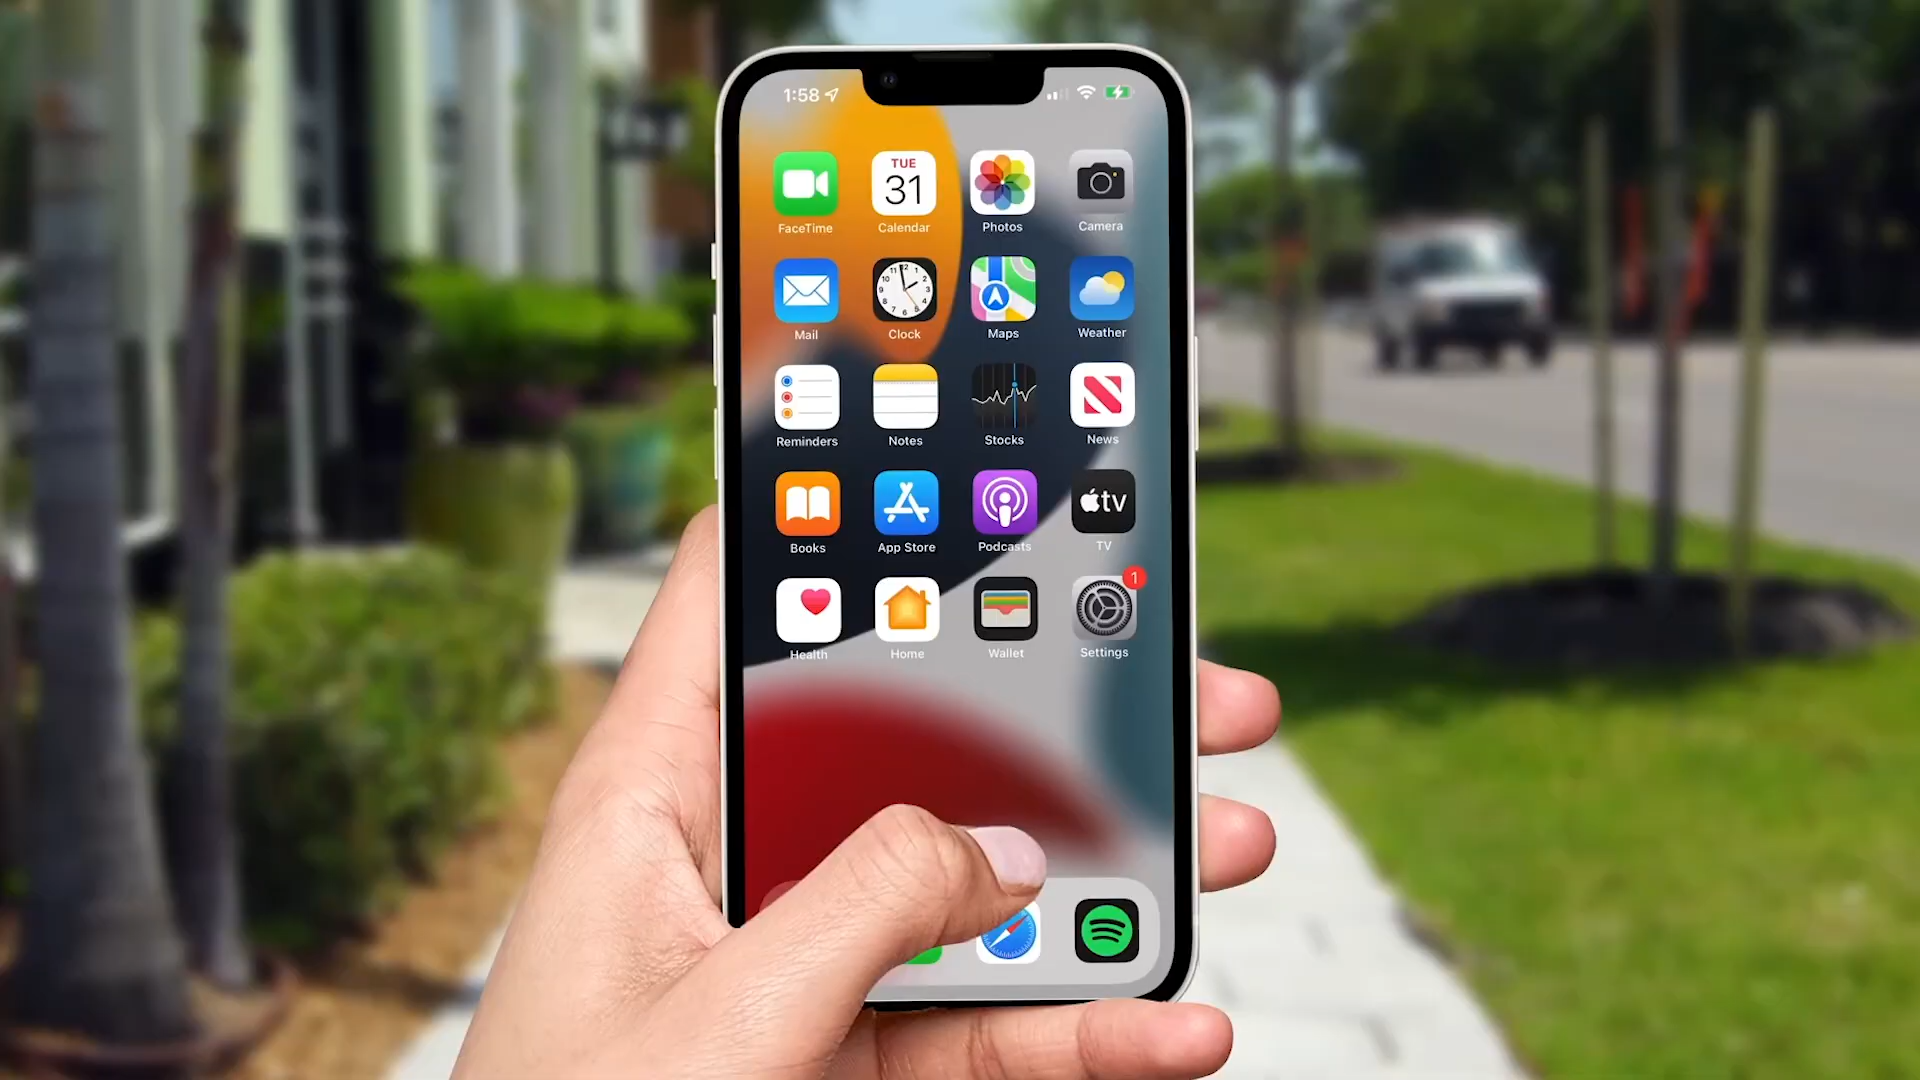 1:58
TUE
31
FaceTime
Calendar
Photos
Camera
Mail
Clock
Maps
Weather
Reminders
Notes
Stocks
News
Books
App Store
Podcasts
tv
TV
1
Health
Home
Wallet
Settings